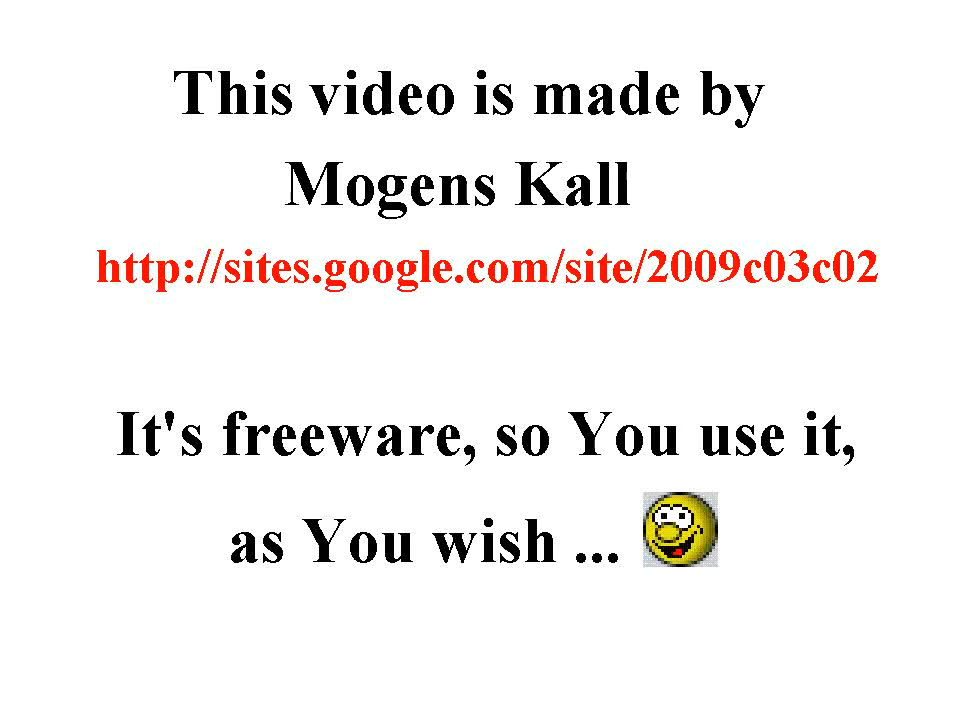 This video is made by
Mogens Kall
http://sites.google.com/site/2009c03c02
It's freeware, so You use it,
as You wish ...